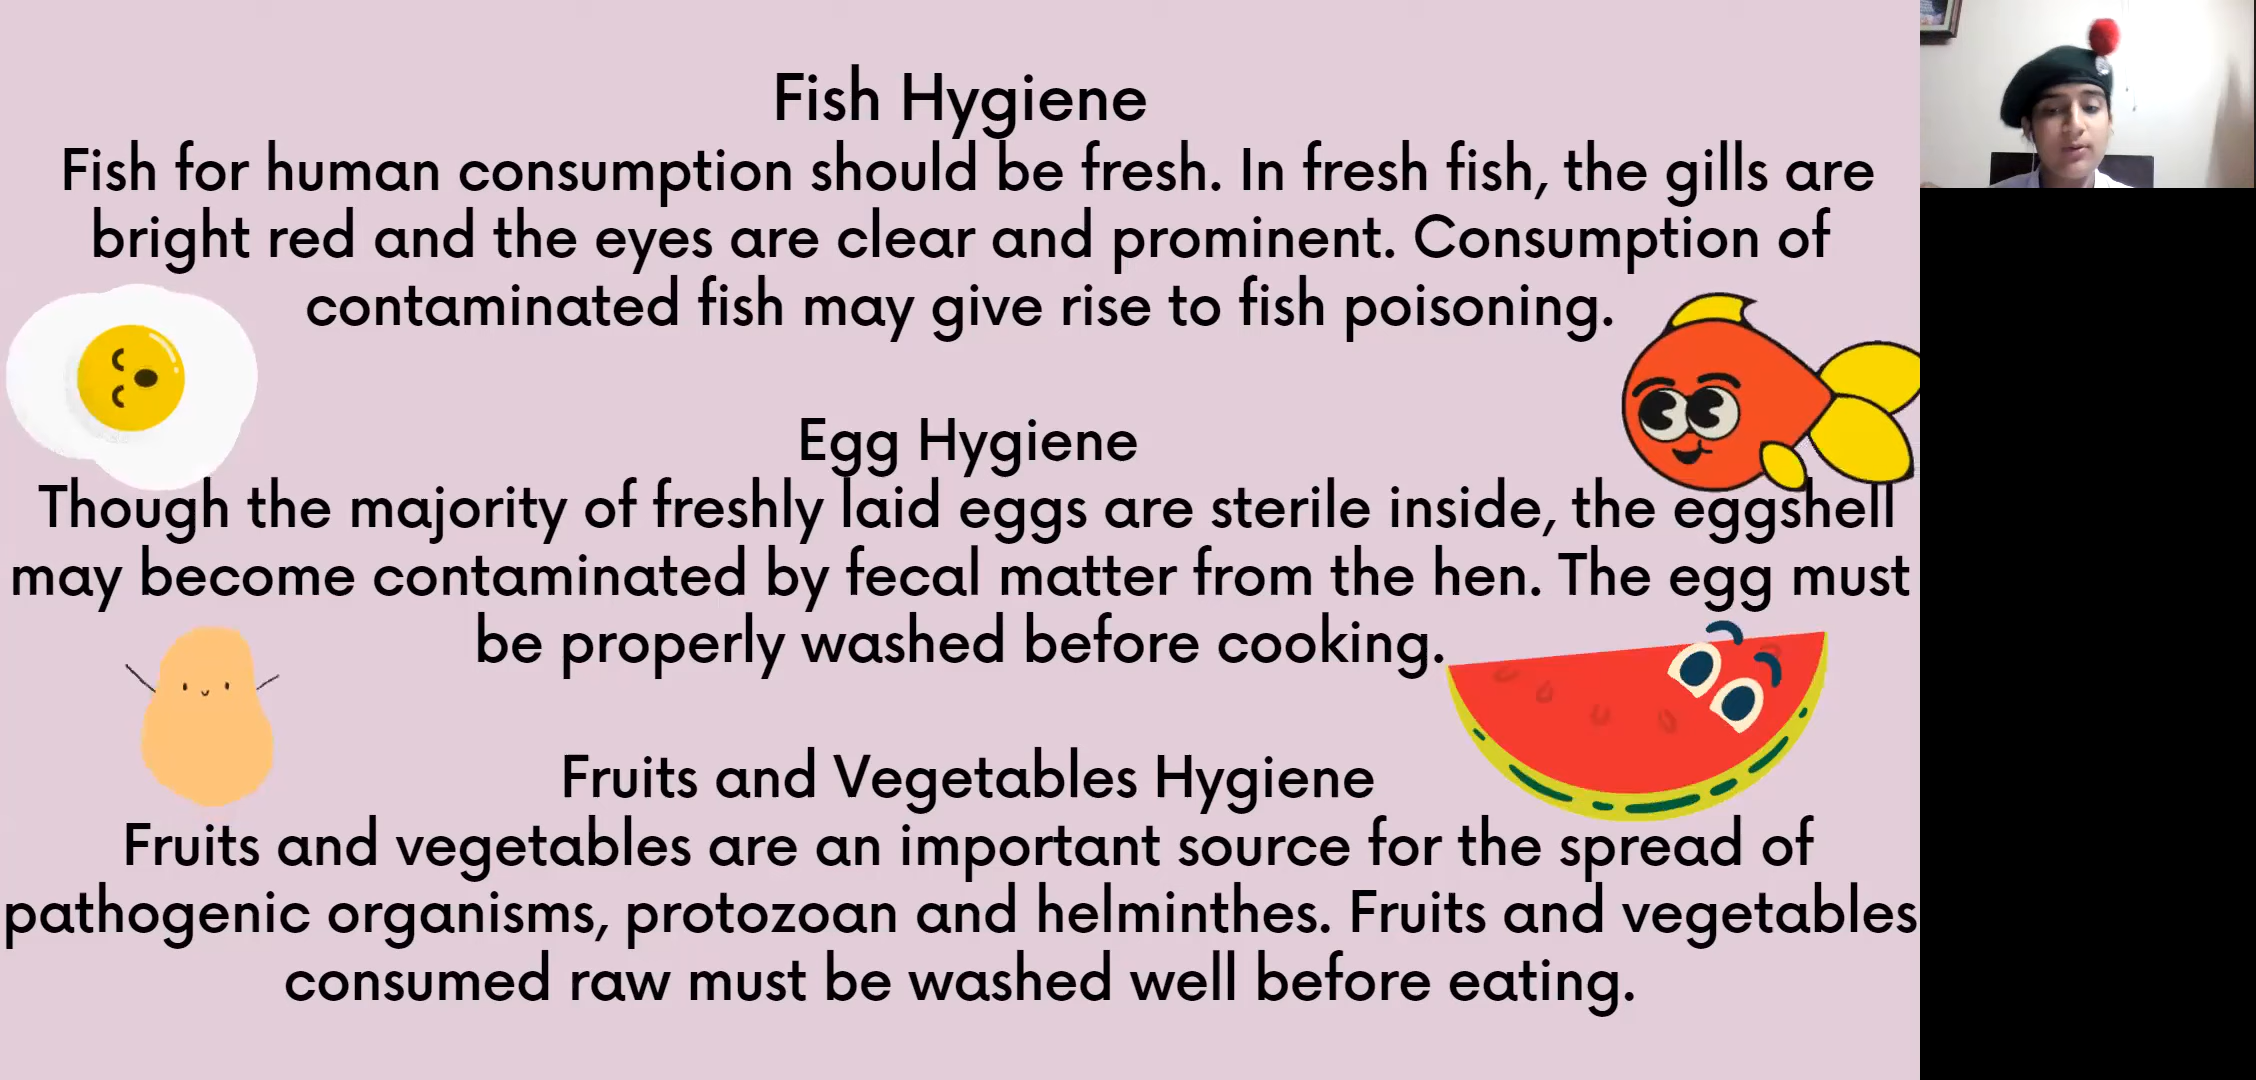 Fish Hygiene
Fish for human consumption should be fresh. In fresh fish, the gills are
bright red and the eyes are clear and prominent. Consumption of
contaminated fish may give rise to fish poisoning.
Egg Hygiene
Though the majority of freshly laid eggs are sterile inside, the eggshell
may become contaminated by fecal matter from the hen. The egg must
be properly washed before cooking.
Fruits and Vegetables Hygiene
Fruits and vegetables are an important source for the spread of
pathogenic organisms, protozoan and helminthes. Fruits and vegetables
consumed raw must be washed well before eating.